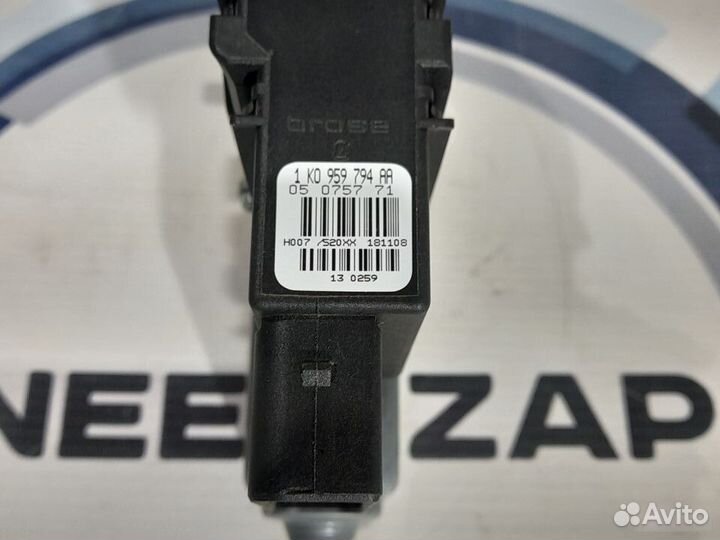 brose
2
1 K0 959 794 AA
05 0757 71
H007 /S20XX 181108
13 0259
NEE ZAP
Avito